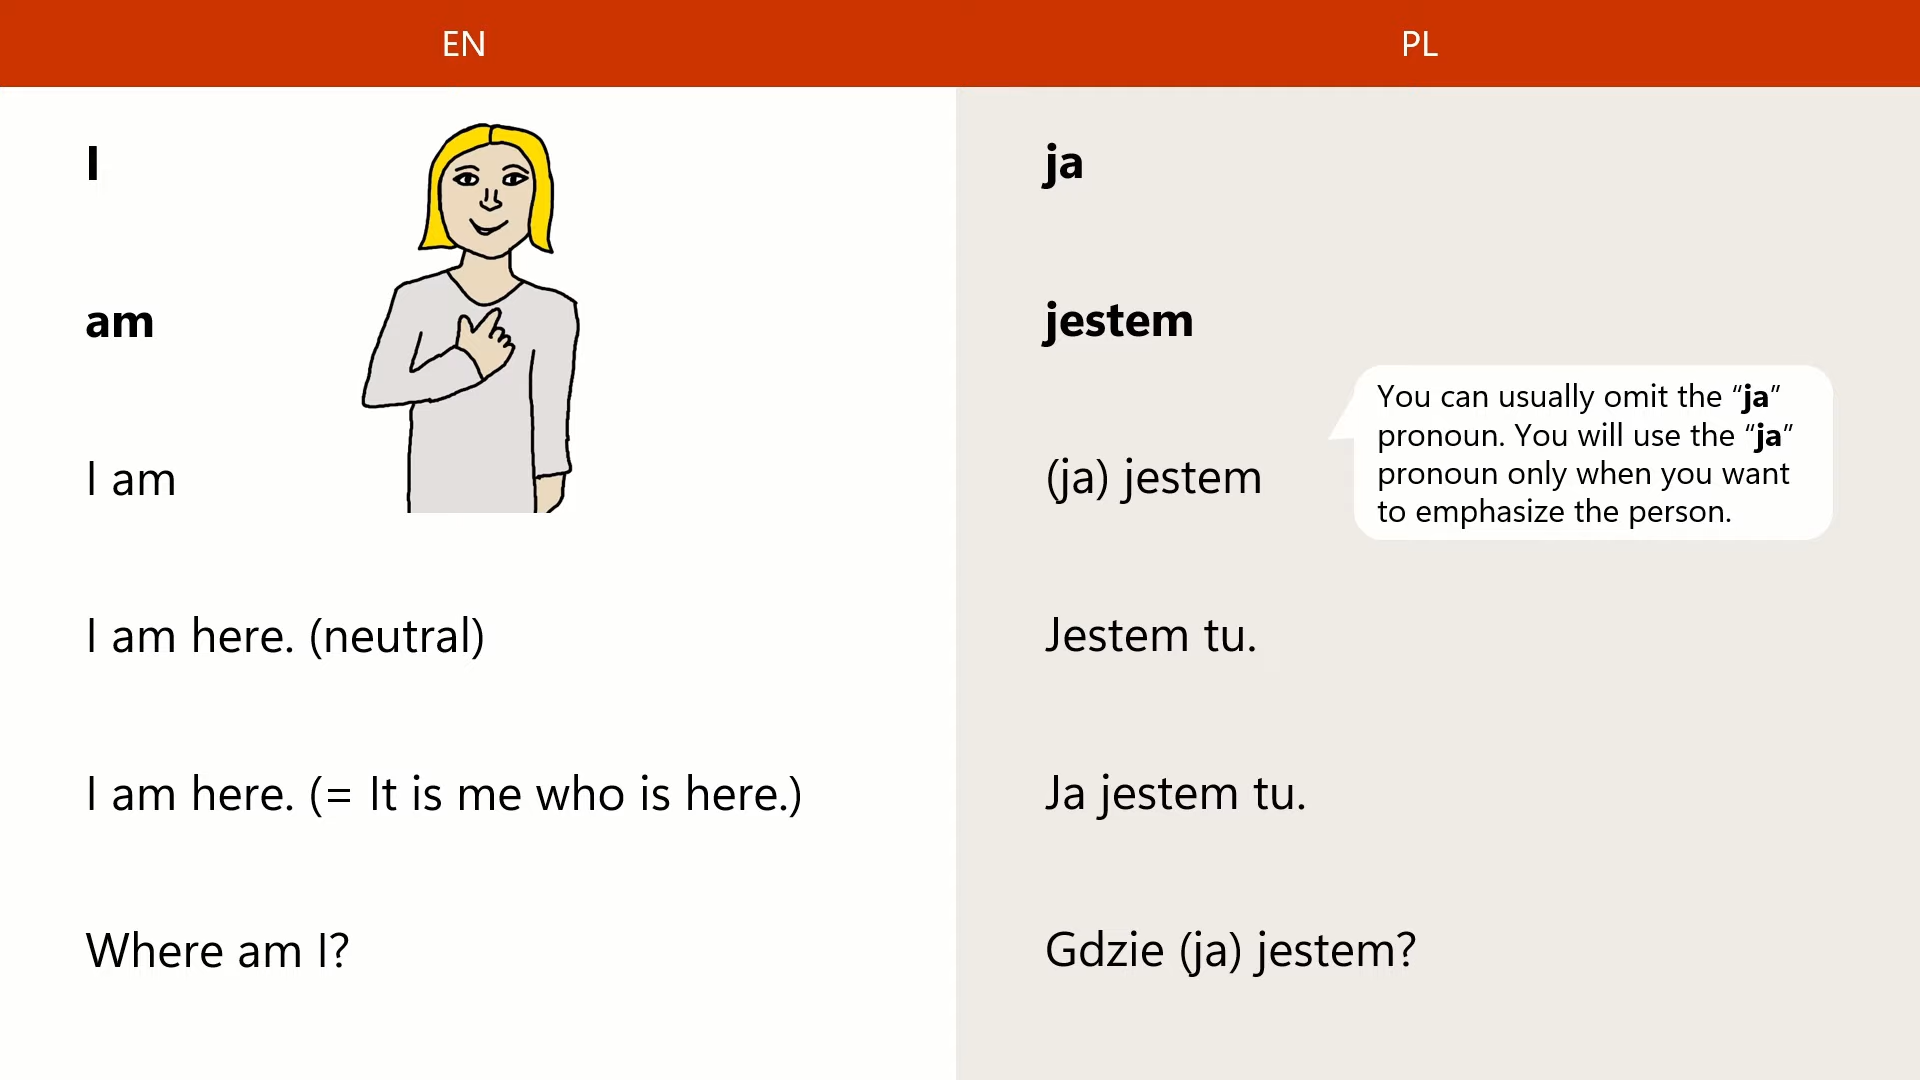 EN
PL
I
ja
am
jestem
I am
(ja) jestem
You can usually omit the “ja”
pronoun. You will use the “ja”
pronoun only when you want
to emphasize the person.
I am here. (neutral)
Jestem tu.
I am here. (= It is me who is here.)
Ja jestem tu.
Where am I?
Gdzie (ja) jestem?